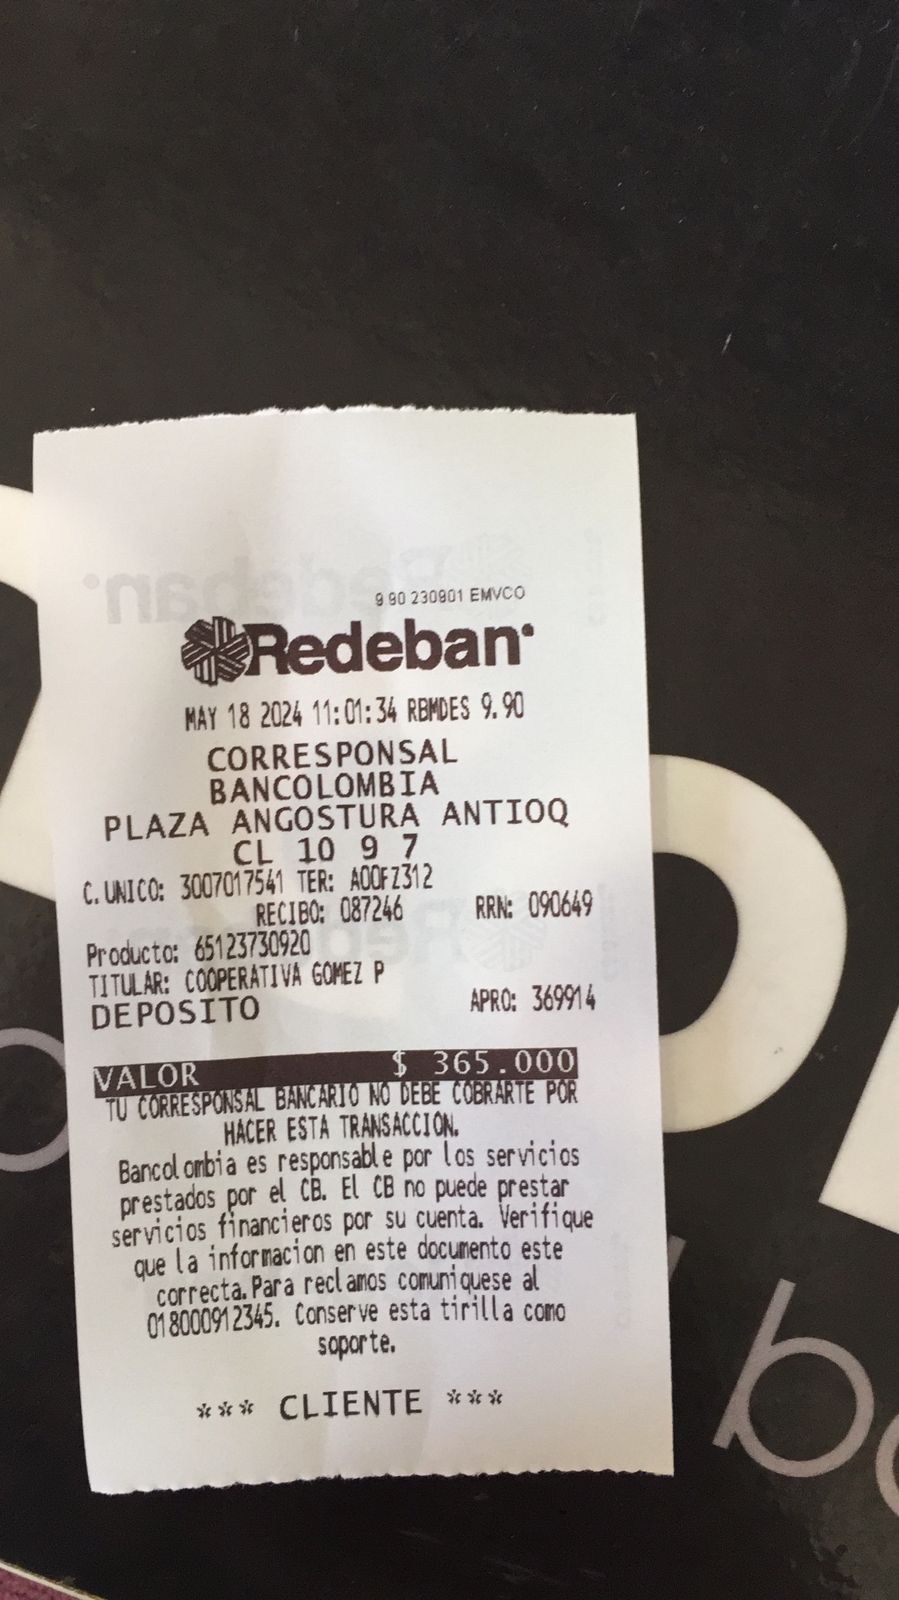 9.90 230901 EMVCO
Redeban
MAY 18 2024 11:01:34 RBMDES 9.90
CORRESPONSAL
BANCOLOMBIA
PLAZA ANGOSTURA ANTIOQ
CL 10 9 7
C. UNICO: 3007017541 TER: A00FZ312
RECIBO: 087246 RRN: 090649
Producto: 65123730920
TITULAR: COOPERATIVA GOMEZ P
DEPOSITO APRO: 369914
VALOR $ 365.000
TU CORRESPONSAL BANCARIO NO DEBE COBRARTE POR
HACER ESTA TRANSACCION.
Bancolombia es responsable por los servicios
prestados por el CB. El CB no puede prestar
servicios financieros por su cuenta. Verifique
que la informacion en este documento este
correcta. Para reclamos comuniquese al
018000912345. Conserve esta tirilla como
soporte.
*** CLIENTE ***